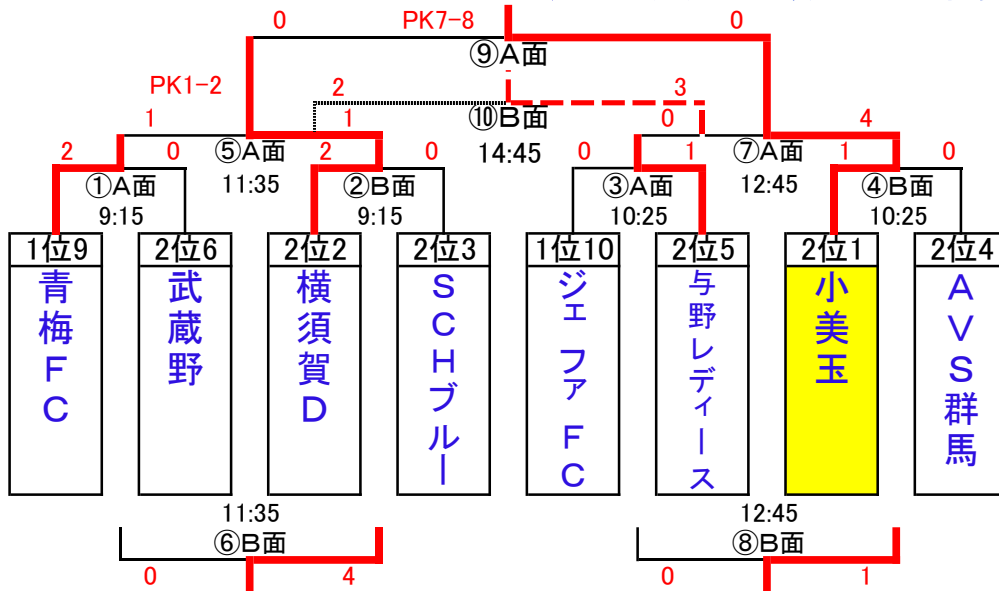 0 PK7-8 0
⑨A面
PK1-2 2 3
1 1 ⑩B面 0 4
2 0 ⑤A面 2 0 14:45 0 1 ⑦A面 1 0
①A面 11:35 ②B面 ③A面 12:45 ④B面
9:15 9:15 10:25 10:25
1位9 2位6 2位2 2位3 1位10 2位5 2位1 2位4
青梅FC
武蔵野
横須賀D
SCHブルー
ジェファFC
与野レディース
小美玉
AVS群馬
11:35 12:45
⑥B面 ⑧B面
0 4 0 1